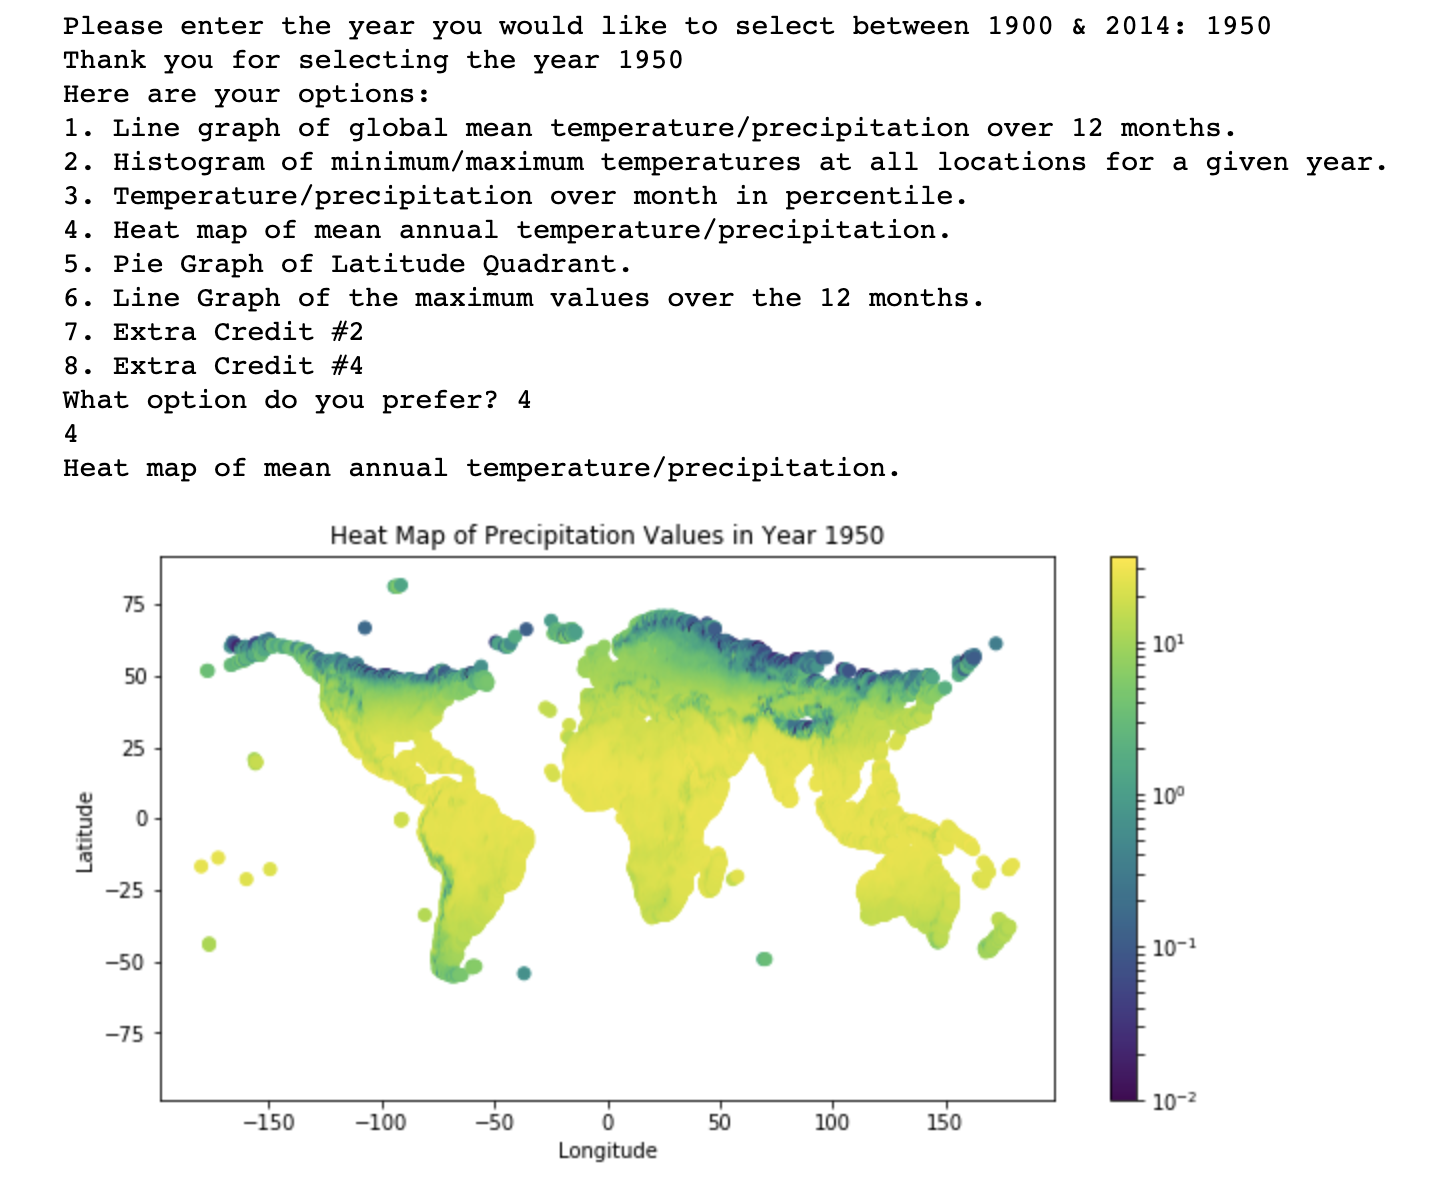 Please enter the year you would like to select between 1900 & 2014: 1950
Thank you for selecting the year 1950
Here are your options:
1. Line graph of global mean temperature/precipitation over 12 months.
2. Histogram of minimum/maximum temperatures at all locations for a given year.
3. Temperature/precipitation over month in percentile.
4. Heat map of mean annual temperature/precipitation.
5. Pie Graph of Latitude Quadrant.
6. Line Graph of the maximum values over the 12 months.
7. Extra Credit #2
8. Extra Credit #4
What option do you prefer? 4
4
Heat map of mean annual temperature/precipitation.
Heat Map of Precipitation Values in Year 1950
75
50
25
0
−25
−50
−75
Latitude
−150 −100 −50 0 50 100 150
Longitude
10¹
10⁰
10⁻¹
10⁻²